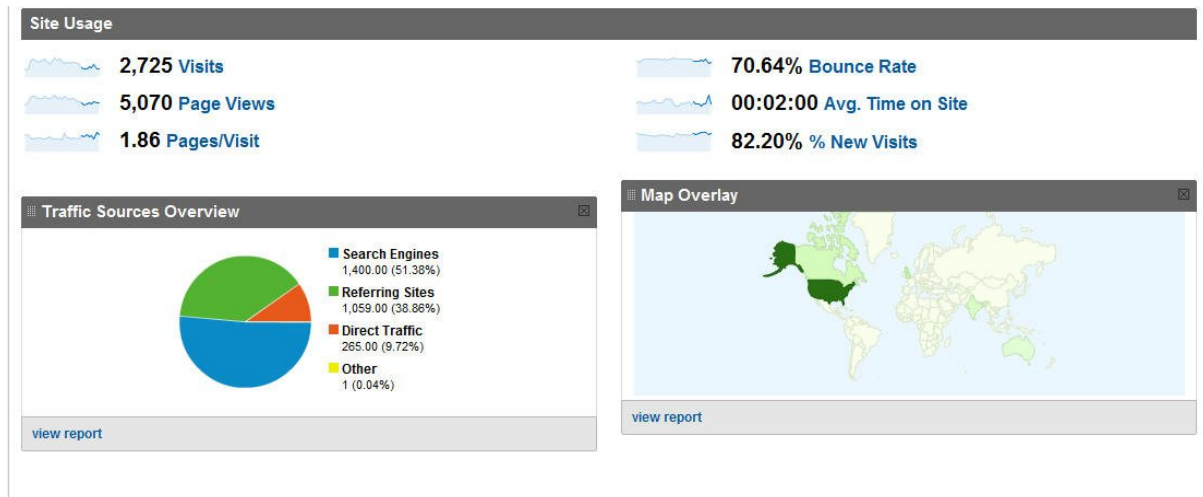 Site Usage
2,725 Visits
70.64% Bounce Rate
5,070 Page Views
00:02:00 Avg. Time on Site
1.86 Pages/Visit
82.20% % New Visits
Traffic Sources Overview
Search Engines
1,400.00 (51.38%)
Referring Sites
1,059.00 (38.86%)
Direct Traffic
265.00 (9.72%)
Other
1 (0.04%)
view report
Map Overlay
view report